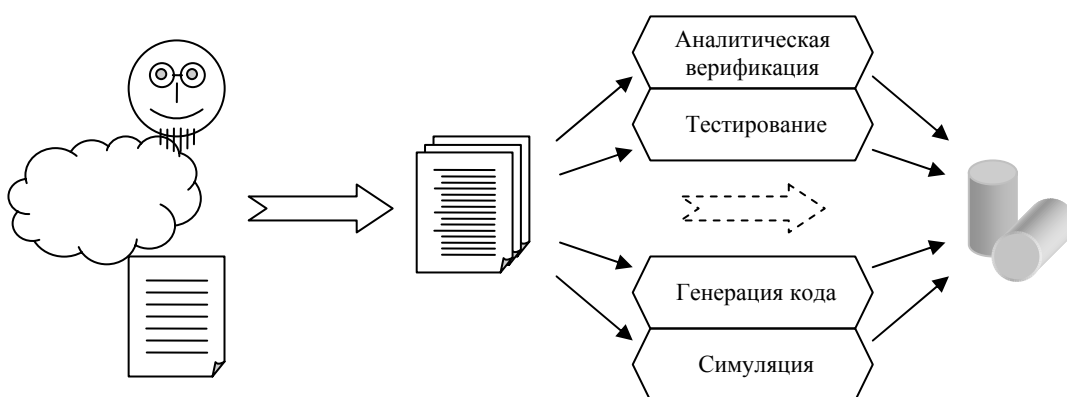 Аналитическая
верификация
Тестирование
Генерация кода
Симуляция